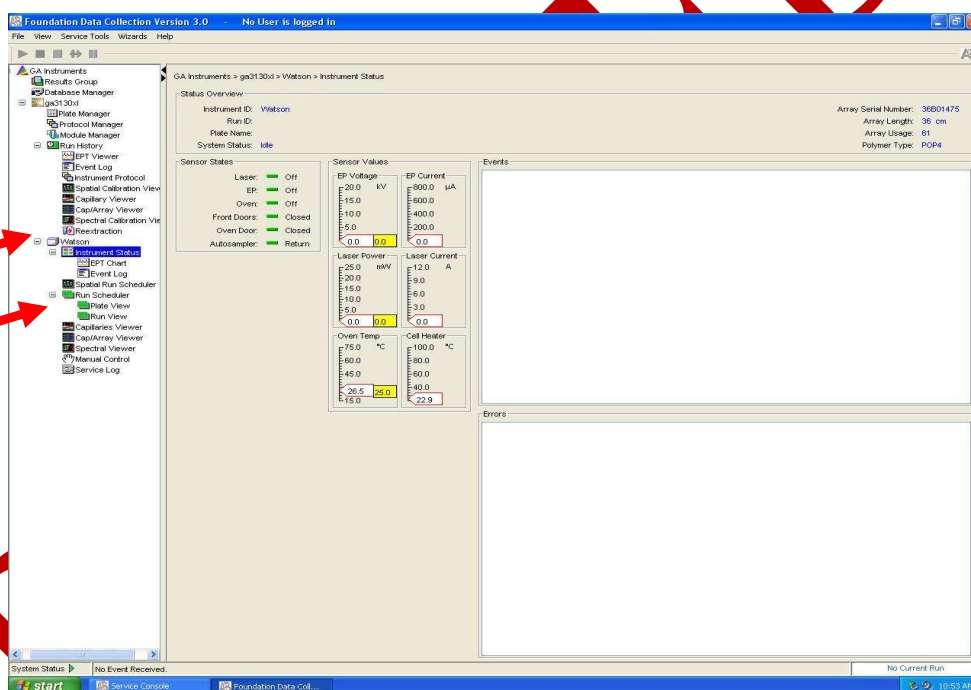 Foundation Data Collection Version 3.0 - No User is logged in
File View Service Tools Wizards Help
GA Instruments
Results Group
Database Manager
ga3130xl
Plate Manager
Protocol Manager
Module Manager
Run History
EPT Viewer
Event Log
Instrument Protocol
Spatial Calibration View
Capillary Viewer
Cap/Array Viewer
Spectral Calibration Vie
Reextraction
Watson
Instrument Status
EPT Chart
Event Log
Spatial Run Scheduler
Run Scheduler
Plate View
Run View
Capillaries Viewer
Cap/Array Viewer
Spectral Viewer
Manual Control
Service Log
GA Instruments > ga3130xl > Watson > Instrument Status
Status Overview
Instrument ID: Watson
Run ID:
Plate Name:
System Status: Idle
Array Serial Number: 36B01475
Array Length: 36 cm
Array Usage: 61
Polymer Type: POP4
Sensor States
Laser: Off
EP: Off
Oven: Off
Front Doors: Closed
Oven Door: Closed
Autosampler: Return
Sensor Values
EP Voltage
20.0 kV
15.0
10.0
5.0
0.0 0.0
EP Current
800.0 µA
600.0
400.0
200.0
0.0
Laser Power
25.0 mW
20.0
15.0
10.0
5.0
0.0 0.0
Laser Current
12.0 A
9.0
6.0
3.0
0.0
Oven Temp
75.0 °C
60.0
45.0
26.5 25.0
15.0
Cell Heater
100.0 °C
80.0
60.0
40.0
22.9
Events
Errors
System Status
No Event Received.
No Current Run
start
Service Console
Foundation Data Coll...
10:53 AM